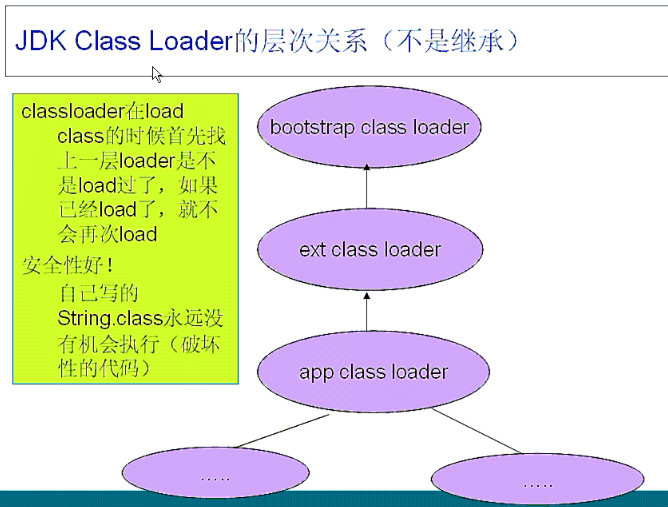 JDK Class Loader的层次关系（不是继承）
classloader在load
class的时候首先找
上一层loader是不
是load过了，如果
已经load了，就不
会再次load
安全性好！
自己写的
String.class永远没
有机会执行（破坏
性的代码）
bootstrap class loader
ext class loader
app class loader
.....
.....